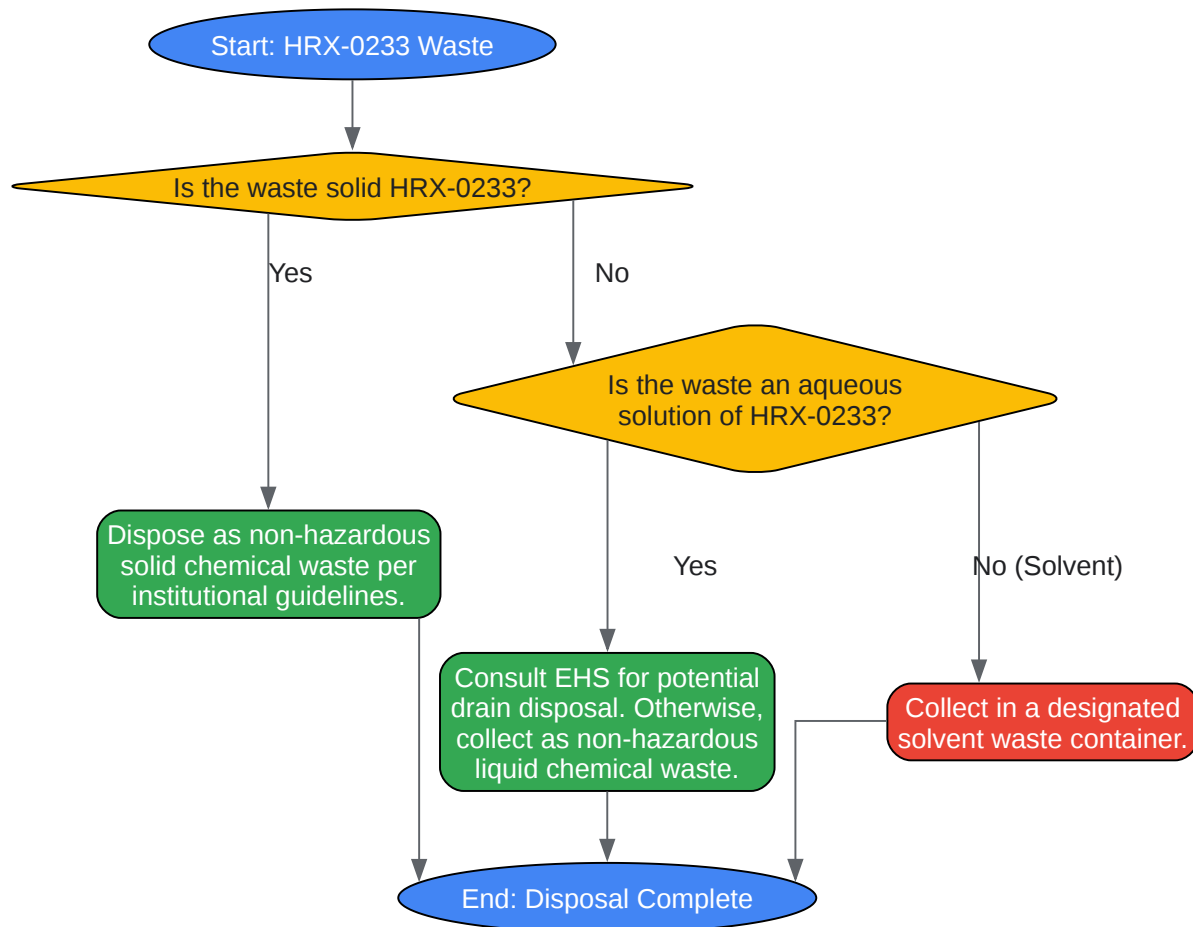 Start: HRX-0233 Waste
Is the waste solid HRX-0233?
Yes
No
Is the waste an aqueous
solution of HRX-0233?
Dispose as non-hazardous
solid chemical waste per
institutional guidelines.
Yes
No (Solvent)
Consult EHS for potential
drain disposal. Otherwise,
collect as non-hazardous
liquid chemical waste.
Collect in a designated
solvent waste container.
End: Disposal Complete